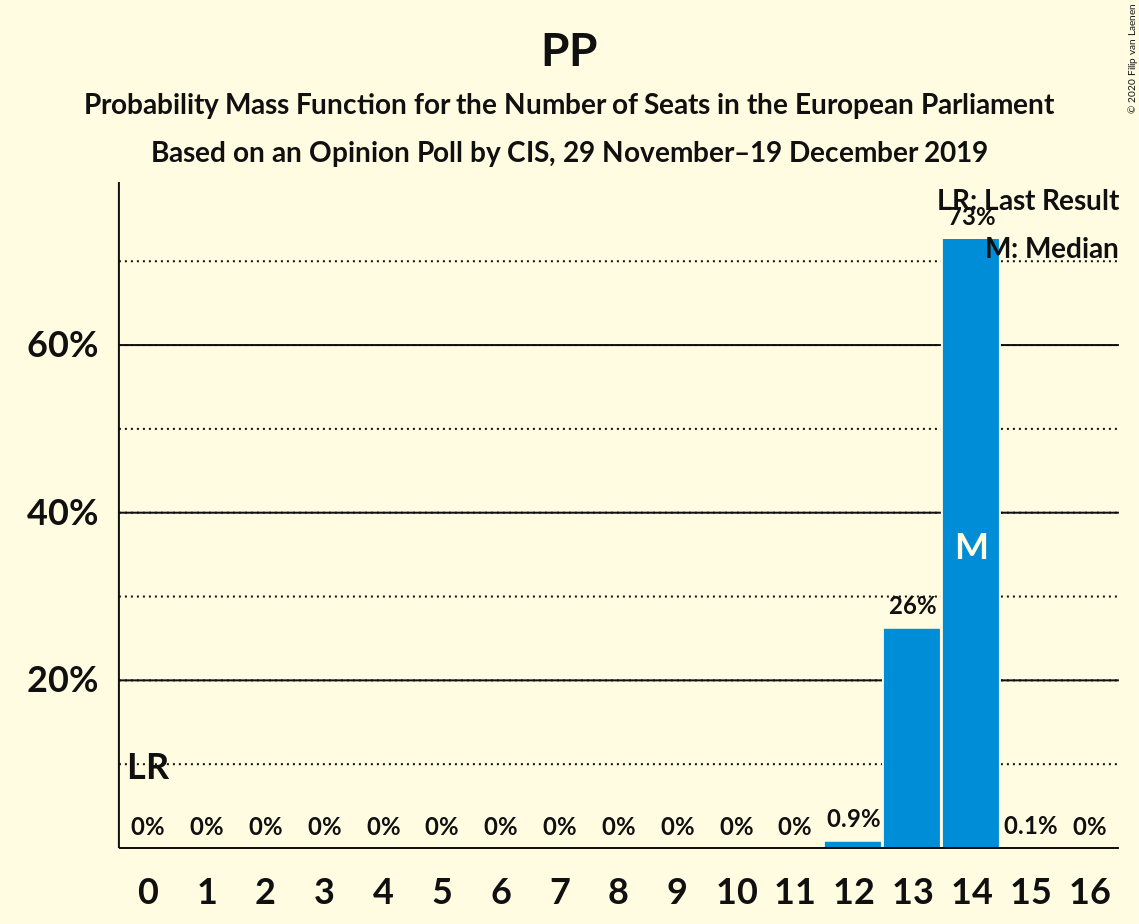 PP
Probability Mass Function for the Number of Seats in the European Parliament
Based on an Opinion Poll by CIS, 29 November–19 December 2019
© 2020 Filip van Laenen
LR: Last Result
M: Median
73%
60%
40%
M
26%
20%
LR
0% 0% 0% 0% 0% 0% 0% 0% 0% 0% 0% 0% 0.9% 0.1% 0%
0 1 2 3 4 5 6 7 8 9 10 11 12 13 14 15 16